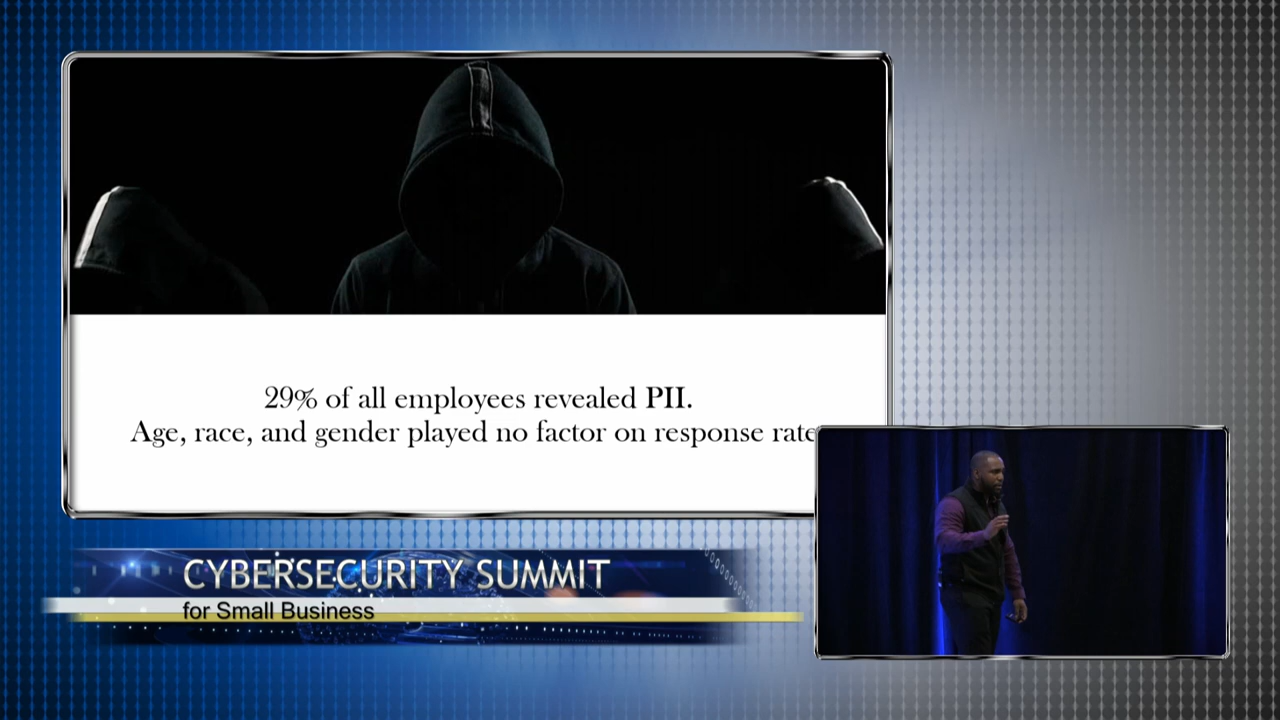 29% of all employees revealed PII.
Age, race, and gender played no factor on response rate
CYBERSECURITY SUMMIT
for Small Business